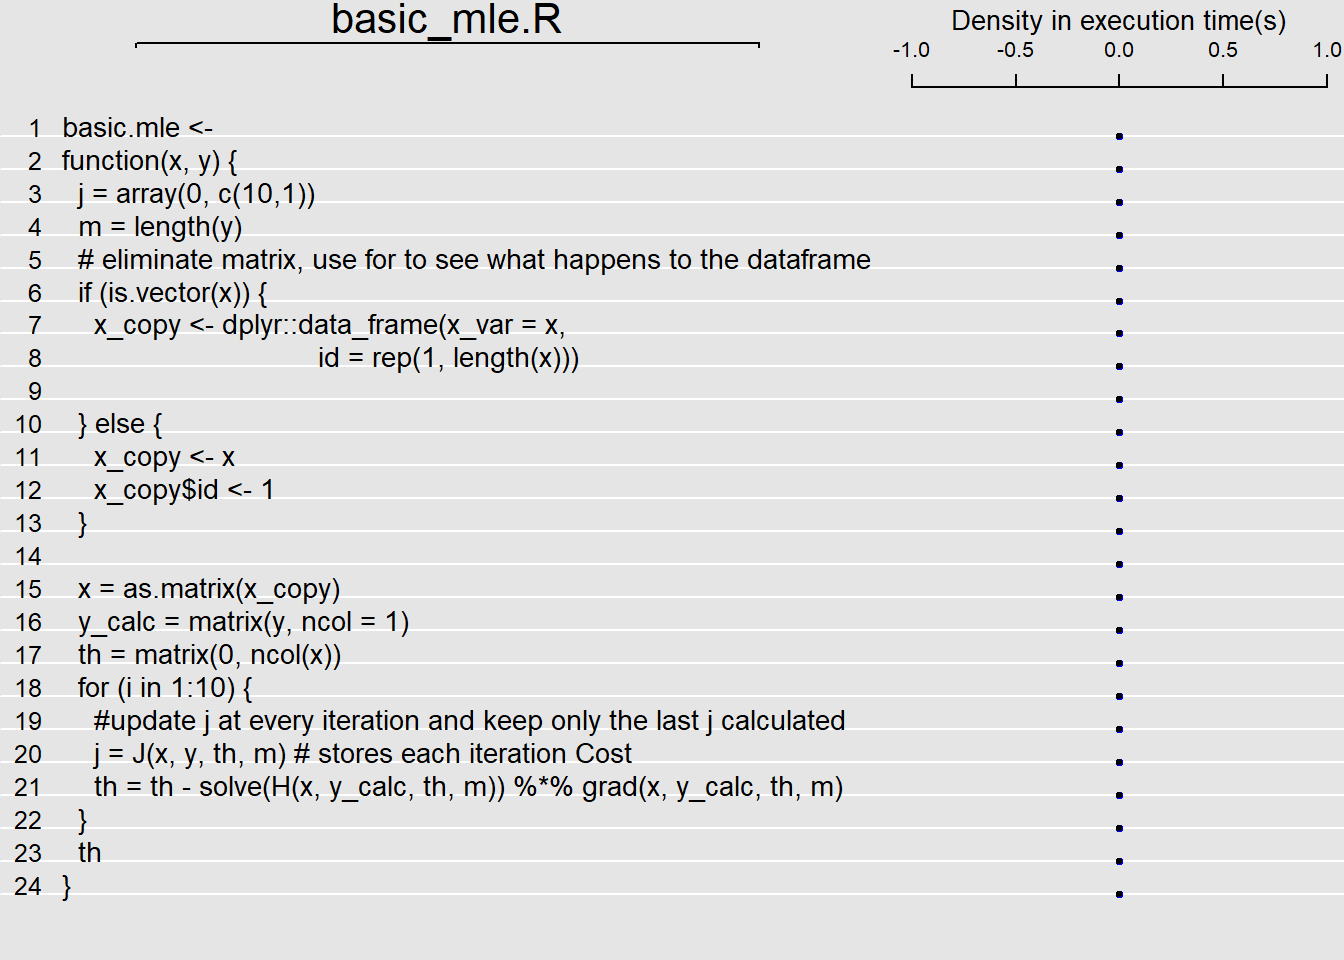 basic_mle.R
Density in execution time(s)
-1.0 -0.5 0.0 0.5 1.0
1 basic.mle <-
2 function(x, y) {
3 j = array(0, c(10,1))
4 m = length(y)
5 # eliminate matrix, use for to see what happens to the dataframe
6 if (is.vector(x)) {
7 x_copy <- dplyr::data_frame(x_var = x,
8 id = rep(1, length(x)))
9
10 } else {
11 x_copy <- x
12 x_copy$id <- 1
13 }
14
15 x = as.matrix(x_copy)
16 y_calc = matrix(y, ncol = 1)
17 th = matrix(0, ncol(x))
18 for (i in 1:10) {
19 #update j at every iteration and keep only the last j calculated
20 j = J(x, y, th, m) # stores each iteration Cost
21 th = th - solve(H(x, y_calc, th, m)) %*% grad(x, y_calc, th, m)
22 }
23 th
24 }